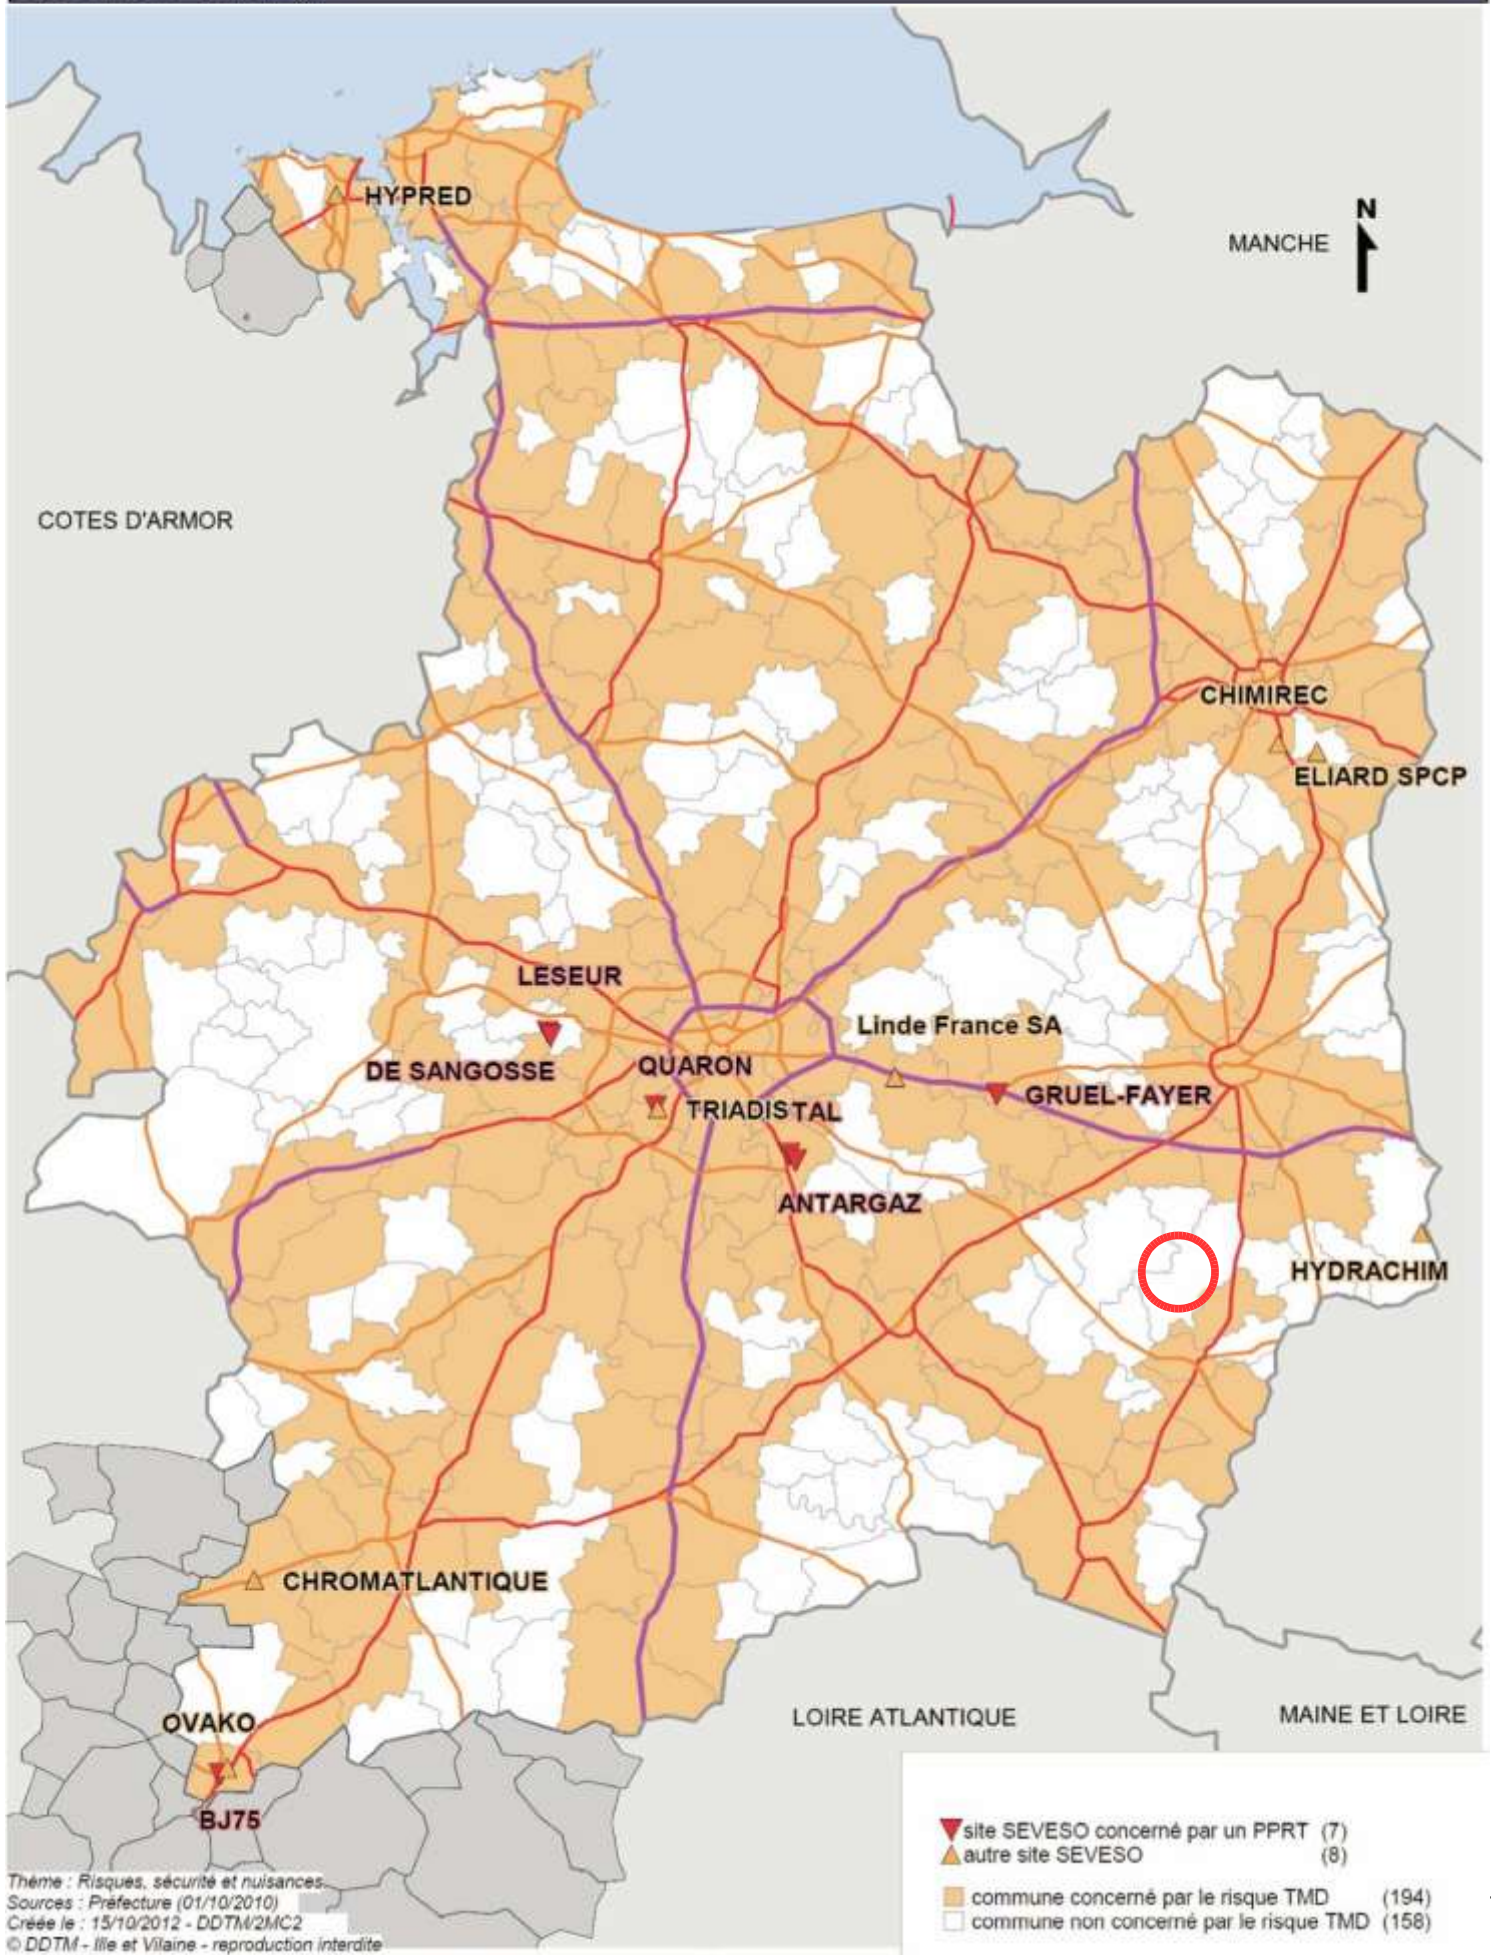 HYPRED
N
MANCHE
COTES D'ARMOR
CHIMIREC
ELIARD SPCP
LESEUR
Linde France SA
DE SANGOSSE
QUARON
GRUEL-FAYER
TRIADIS
TAL
ANTARGAZ
HYDRACHIM
CHROMATLANTIQUE
LOIRE ATLANTIQUE
MAINE ET LOIRE
OVAKO
BJ75
site SEVESO concerné par un PPRT (7)
autre site SEVESO (8)
commune concerné par le risque TMD (194)
commune non concerné par le risque TMD (158)
Thème : Risques, sécurité et nuisances.
Sources : Préfecture (01/10/2010)
Créée le : 15/10/2012 - DDTM/2MC2
© DDTM - Ille et Vilaine - reproduction interdite